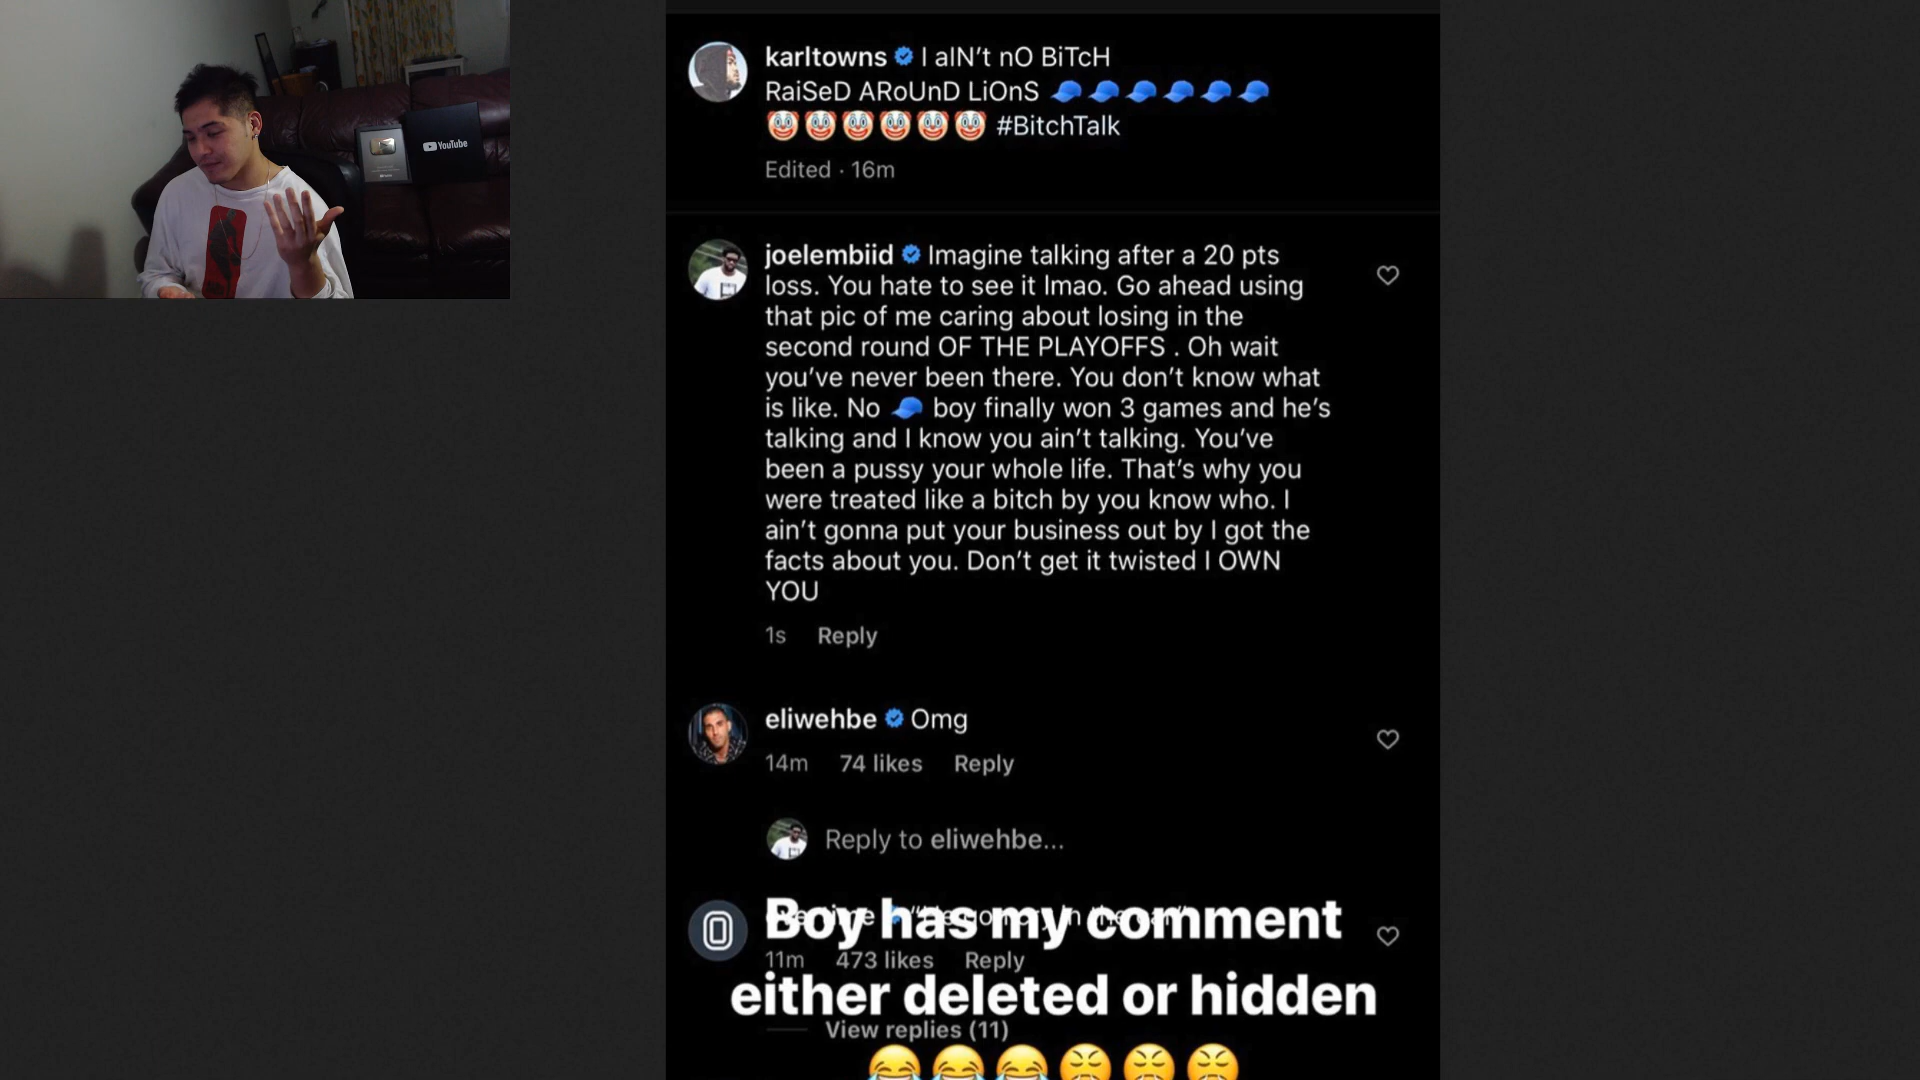 YouTube
karltowns I aIN’t nO BiTcH
RaiSeD ARoUnD LiOnS 🧢🧢🧢🧢🧢🧢
🤡🤡🤡🤡🤡🤡 #BitchTalk
Edited · 16m
joelembiid Imagine talking after a 20 pts
loss. You hate to see it lmao. Go ahead using
that pic of me caring about losing in the
second round OF THE PLAYOFFS . Oh wait
you’ve never been there. You don’t know what
is like. No 🧢 boy finally won 3 games and he’s
talking and I know you ain’t talking. You’ve
been a pussy your whole life. That’s why you
were treated like a bitch by you know who. I
ain’t gonna put your business out by I got the
facts about you. Don’t get it twisted I OWN
YOU
1s Reply
eliwehbe Omg
14m 74 likes Reply
Reply to eliwehbe...
Boy has my comment
11m 473 likes Reply
either deleted or hidden
View replies (11)
😂😂😂😤😤😤